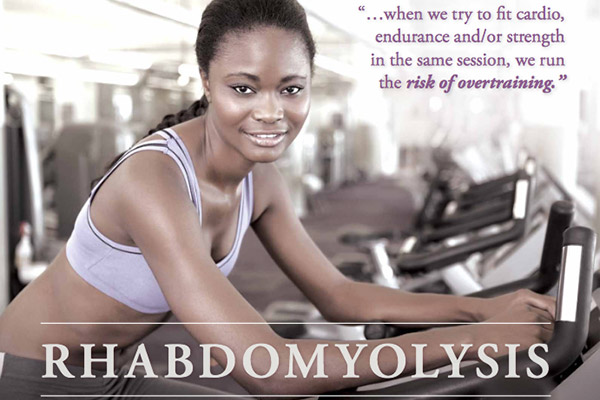 “…when we try to fit cardio,
endurance and/or strength
in the same session, we run
the risk of overtraining.”
RHABDOMYOLYSIS